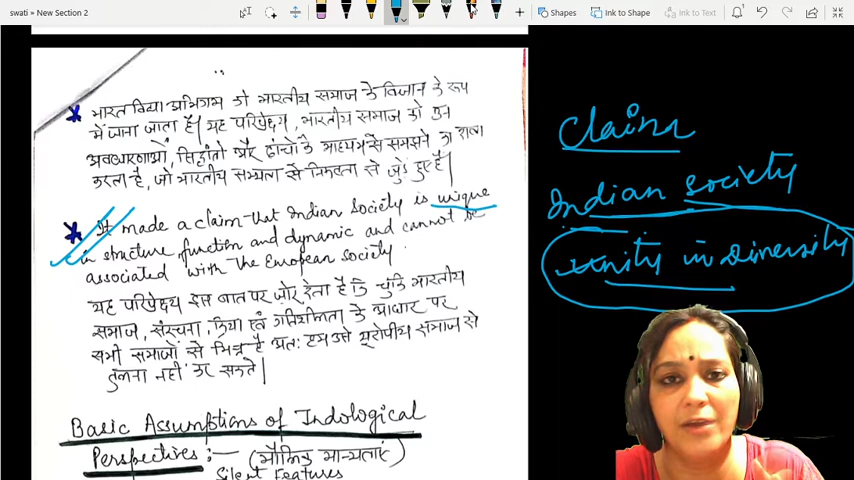 swati » New Section 2
Shapes
Ink to Shape
Ink to Text
भारत विद्या अभिगम को भारतीय समाज के विज्ञान के रूप
में जाना जाता है। यह परिप्रेक्ष्य, भारतीय समाज को उन
अवधारणाओं, सिद्धांतों और ढांचों के माध्यम से समझने का दावा
करता है, जो भारतीय सभ्यता से निकटता से जुड़े हुए हैं।
It made a claim that Indian Society is unique
in structure, function and dynamic and cannot be
associated with the European Society.
यह परिप्रेक्ष्य इस बात पर ज़ोर देता है कि चूंकि भारतीय
समाज, संरचना, क्रिया एवं गतिशीलता के आधार पर
सभी समाजों से भिन्न है अतः हम उसे यूरोपीय समाज से
तुलना नहीं कर सकते।
Basic Assumptions of Indological
Perspectives :— (मौलिक मान्यताएं)
Silent Features
Claims
Indian society
Unity in Diversity